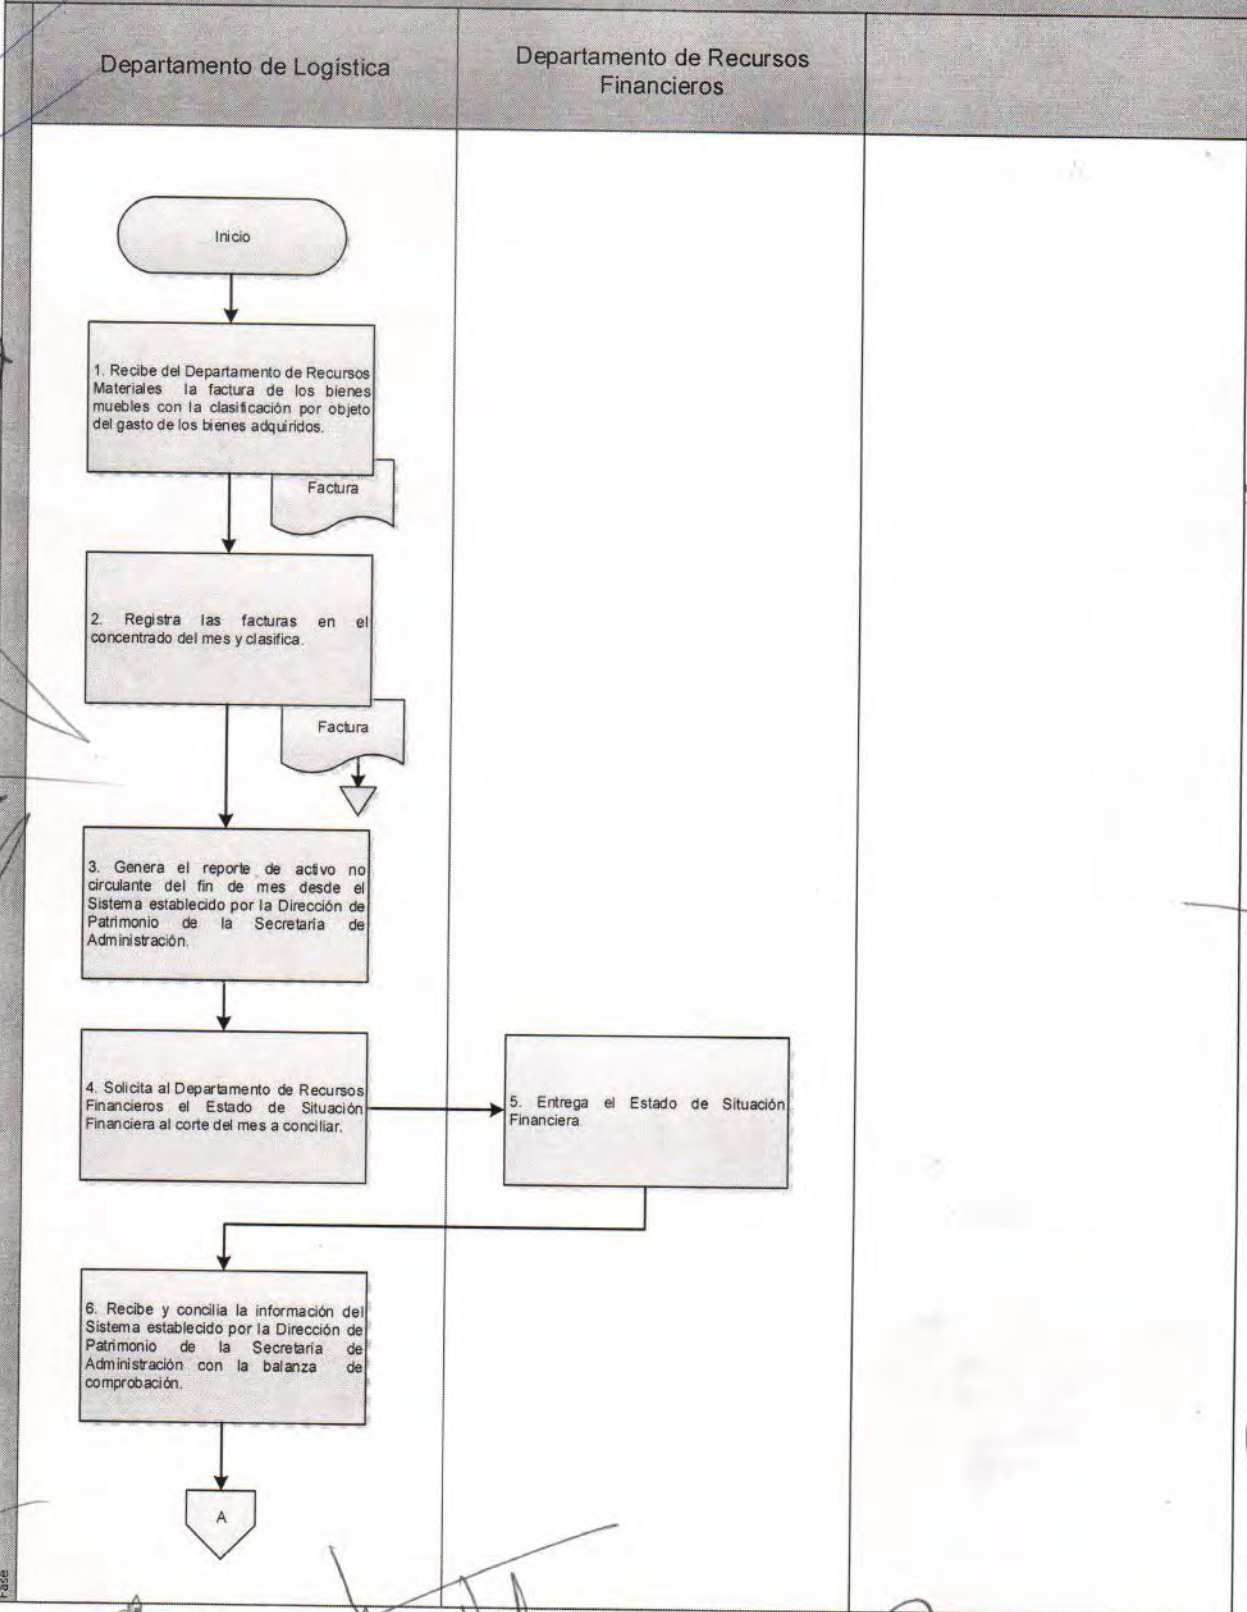 Departamento de Logística
Departamento de Recursos
Financieros
Inicio
1. Recibe del Departamento de Recursos
Materiales la factura de los bienes
muebles con la clasificación por objeto
del gasto de los bienes adquiridos.
Factura
2. Registra las facturas en el
concentrado del mes y clasifica.
Factura
3. Genera el reporte de activo no
circulante del fin de mes desde el
Sistema establecido por la Dirección de
Patrimonio de la Secretaría de
Administración.
4. Solicita al Departamento de Recursos
Financieros el Estado de Situación
Financiera al corte del mes a conciliar.
5. Entrega el Estado de Situación
Financiera.
6. Recibe y concilia la información del
Sistema establecido por la Dirección de
Patrimonio de la Secretaría de
Administración con la balanza de
comprobación.
A
Fase